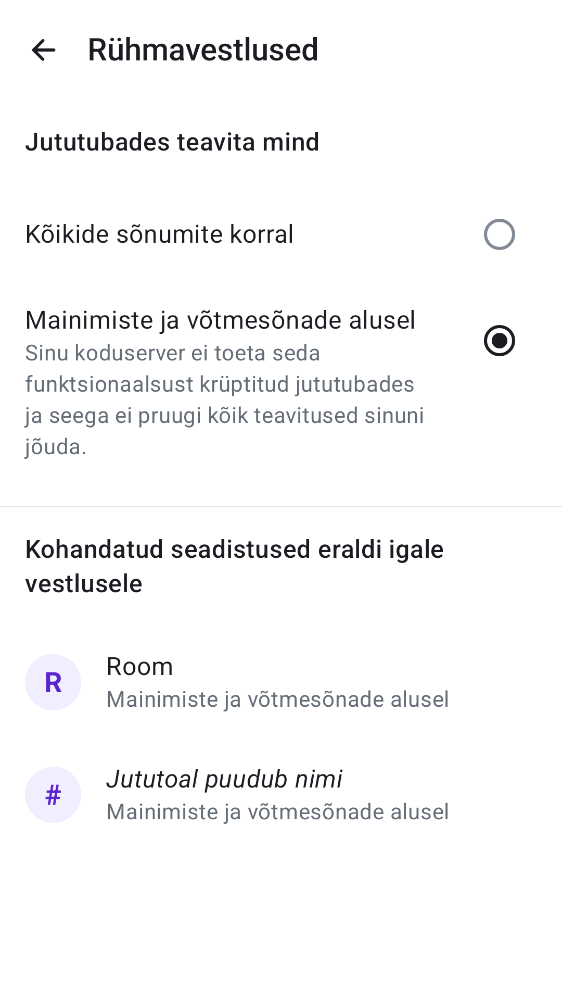 Rühmavestlused
Jututubades teavita mind
Kõikide sõnumite korral
Mainimiste ja võtmesõnade alusel
Sinu koduserver ei toeta seda
funktsionaalsust krüptitud jututubades
ja seega ei pruugi kõik teavitused sinuni
jõuda.
Kohandatud seadistused eraldi igale
vestlusele
R
Room
Mainimiste ja võtmesõnade alusel
#
Jututoal puudub nimi
Mainimiste ja võtmesõnade alusel